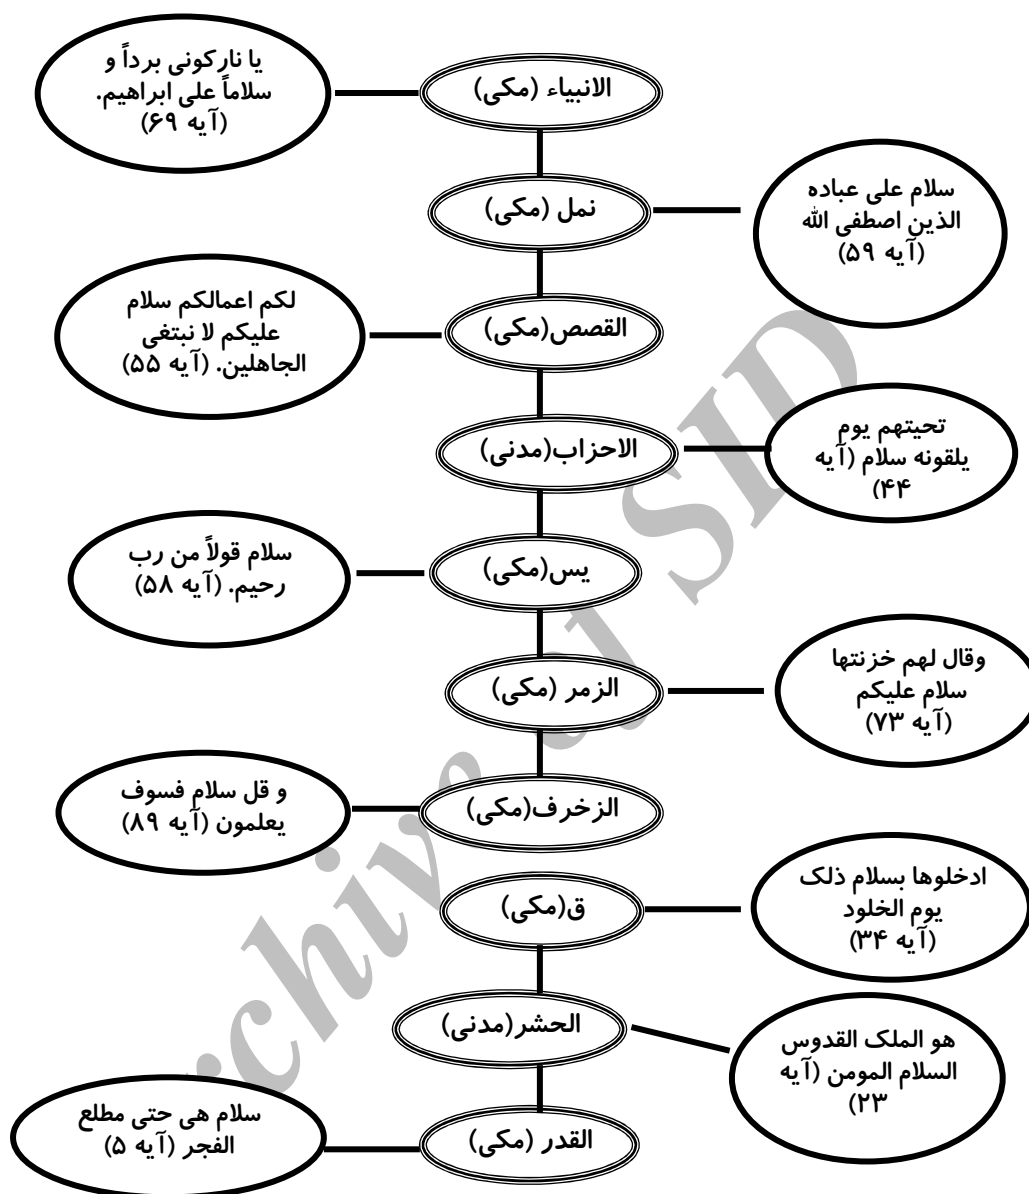 یا نارکونی برداً و
سلاماً علی ابراهیم.
(آیه ۶۹)
الانبیاء (مکی)
نمل (مکی)
سلام علی عباده
الذین اصطفی الله
(آیه ۵۹)
القصص(مکی)
لکم اعمالکم سلام
علیکم لا نبتغی
الجاهلین. (آیه ۵۵)
الاحزاب(مدنی)
تحیتهم یوم
یلقونه سلام (آیه
۴۴)
یس(مکی)
سلام قولاً من رب
رحیم. (آیه ۵۸)
الزمر (مکی)
وقال لهم خزنتها
سلام علیکم
(آیه ۷۳)
الزخرف(مکی)
و قل سلام فسوف
یعلمون (آیه ۸۹)
ق(مکی)
ادخلوها بسلام ذلک
یوم الخلود
(آیه ۳۴)
الحشر(مدنی)
هو الملک القدوس
السلام المومن (آیه
۲۳)
القدر (مکی)
سلام هی حتی مطلع
الفجر (آیه ۵)
Archive of SID